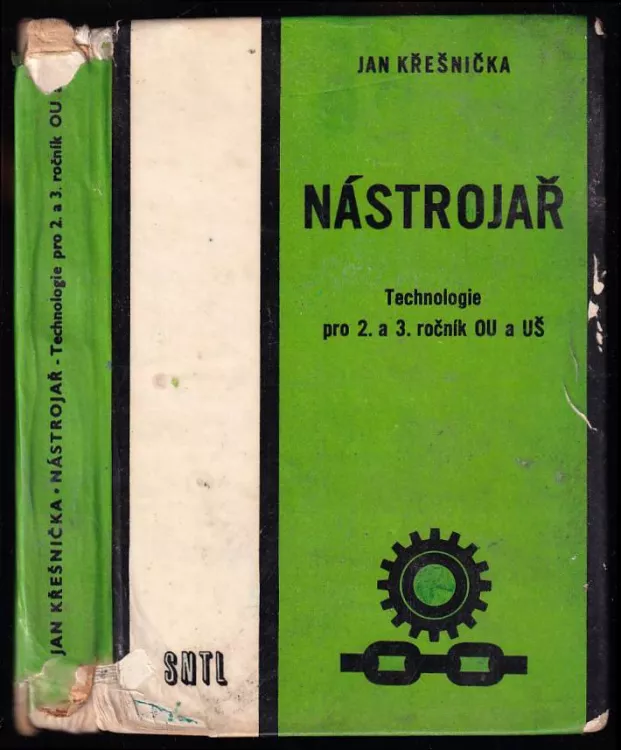 JAN KŘEŠNIČKA
NÁSTROJAŘ
Technologie
pro 2. a 3. ročník OU a UŠ
SNTL
JAN KŘEŠNIČKA • NÁSTROJAŘ - Technologie pro 2. a 3. ročník OU